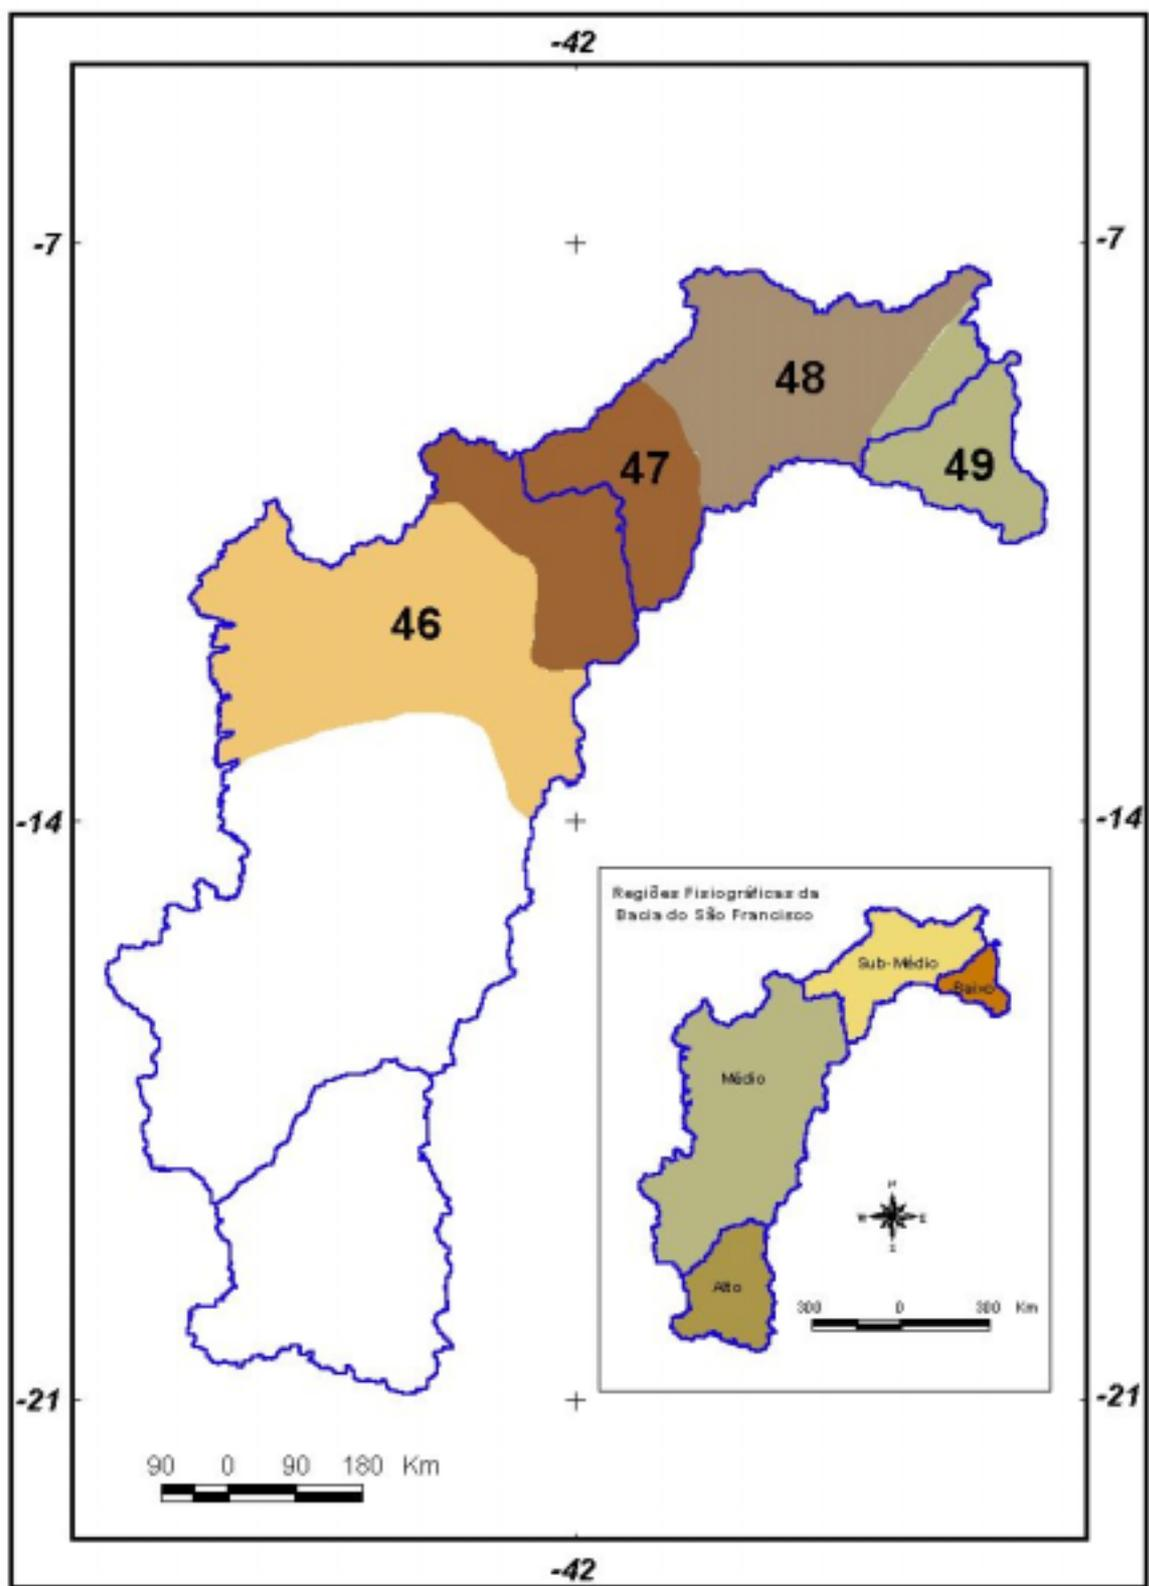 -42
-7
-7
48
47
49
46
-14
-14
Regiões Fisiográficas da
Bacia do São Francisco
Sub-Médio
Baixo
Médio
N
W
E
S
Alto
300 0 300 Km
-21
-21
90 0 90 180 Km
-42